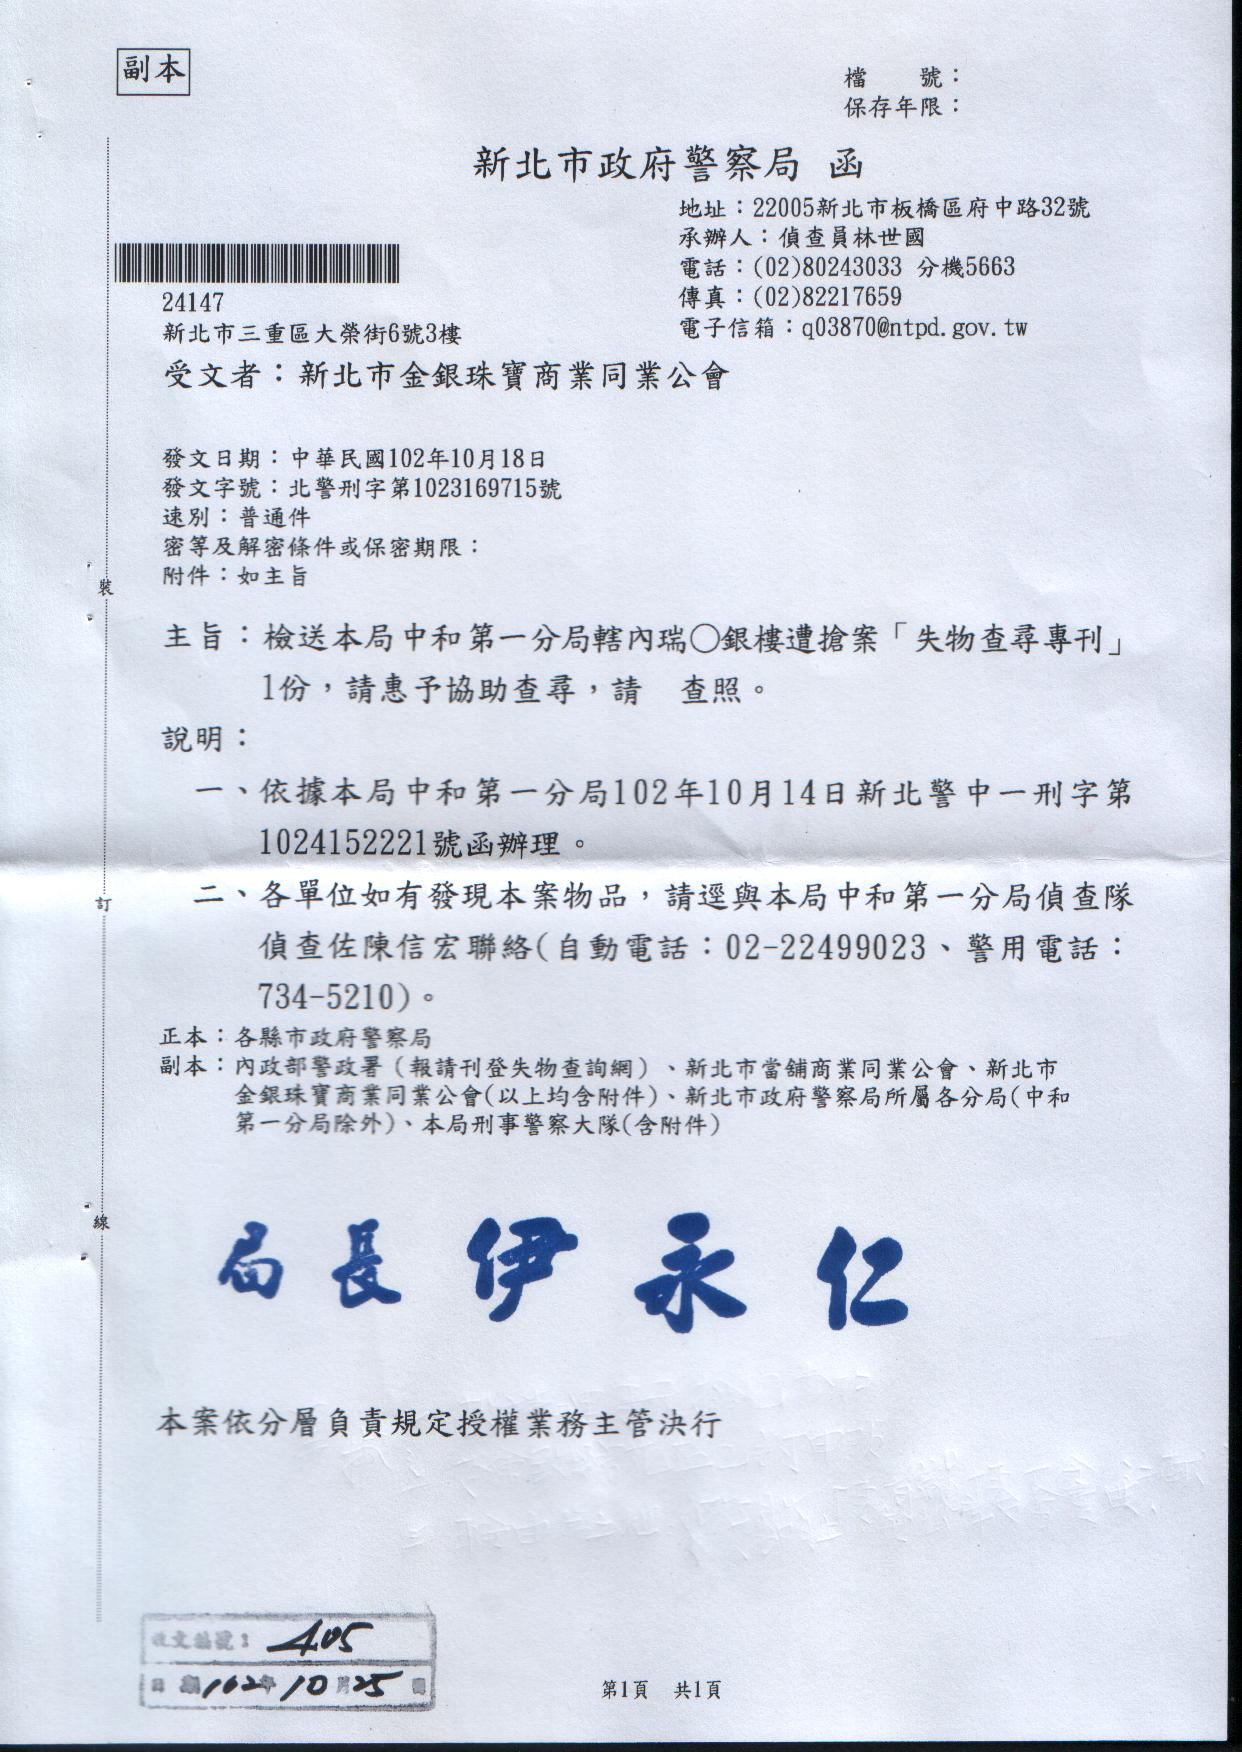 副本
檔 號：
保存年限：
新北市政府警察局 函
地址：22005新北市板橋區府中路32號
承辦人：偵查員林世國
電話：(02)80243033 分機5663
傳真：(02)82217659
電子信箱：q03870@ntpd.gov.tw
24147
新北市三重區大榮街6號3樓
受文者：新北市金銀珠寶商業同業公會
發文日期：中華民國102年10月18日
發文字號：北警刑字第1023169715號
速別：普通件
密等及解密條件或保密期限：
附件：如主旨
主旨：檢送本局中和第一分局轄內瑞○銀樓遭搶案「失物查尋專刊」
1份，請惠予協助查尋，請 查照。
說明：
一、依據本局中和第一分局102年10月14日新北警中一刑字第
1024152221號函辦理。
二、各單位如有發現本案物品，請逕與本局中和第一分局偵查隊
偵查佐陳信宏聯絡(自動電話：02-22499023、警用電話：
734-5210)。
正本：各縣市政府警察局
副本：內政部警政署（報請刊登失物查詢網）、新北市當舖商業同業公會、新北市
金銀珠寶商業同業公會(以上均含附件)、新北市政府警察局所屬各分局(中和
第一分局除外)、本局刑事警察大隊(含附件)
裝
訂
線
局長 伊永仁
本案依分層負責規定授權業務主管決行
收文編號：405
日期102年10月25日
第1頁 共1頁